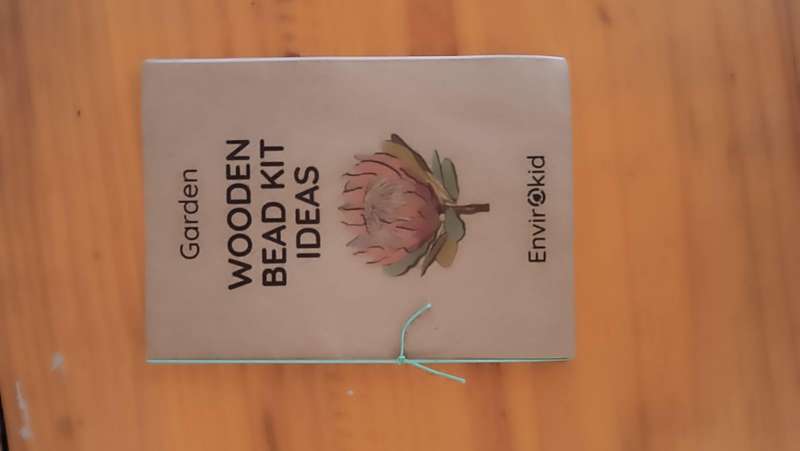 Garden
WOODEN
BEAD KIT
IDEAS
Envirokid